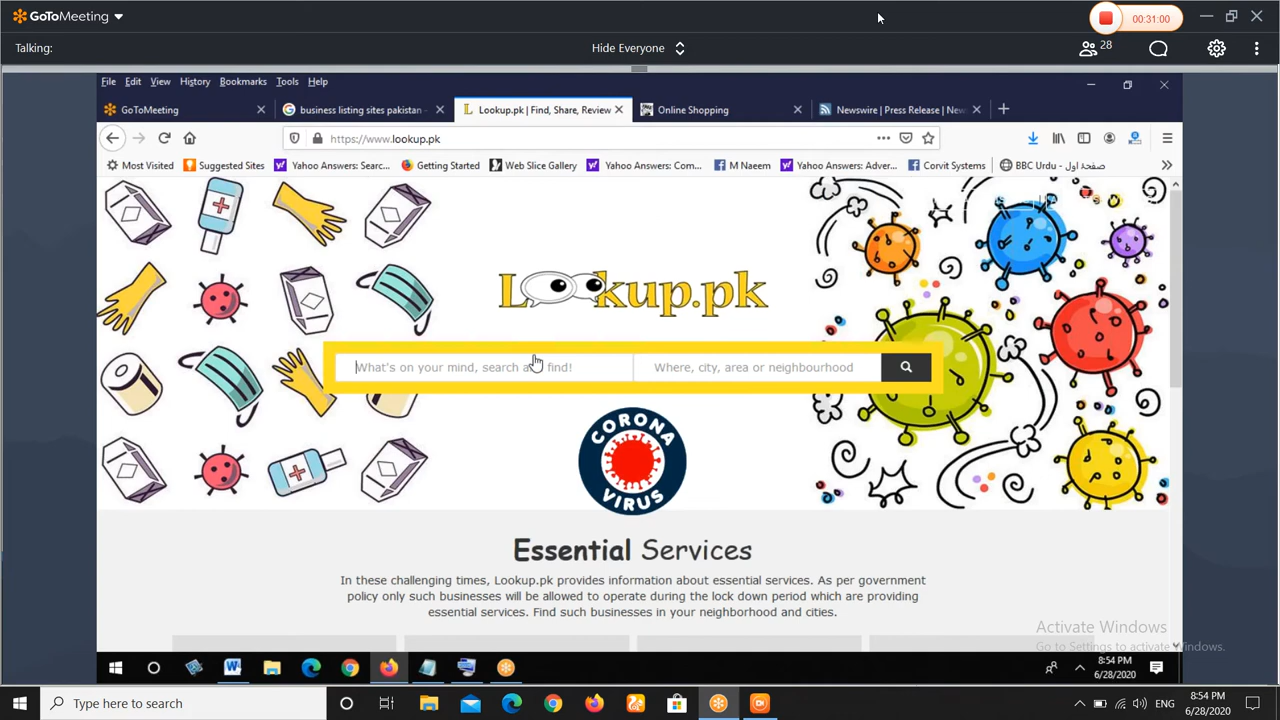 GoToMeeting
00:31:00
Talking:
Hide Everyone
28
File Edit View History Bookmarks Tools Help
GoToMeeting
business listing sites pakistan -
Lookup.pk | Find, Share, Review
Online Shopping
Newswire | Press Release | New
https://www.lookup.pk
Most Visited
Suggested Sites
Yahoo Answers: Searc...
Getting Started
Web Slice Gallery
Yahoo Answers: Com...
M Naeem
Yahoo Answers: Adver...
Corvit Systems
BBC Urdu - صفحۂ اول
Lookup.pk
What's on your mind, search and find!
Where, city, area or neighbourhood
CORONA
VIRUS
Essential Services
In these challenging times, Lookup.pk provides information about essential services. As per government
policy only such businesses will be allowed to operate during the lock down period which are providing
essential services. Find such businesses in your neighborhood and cities.
Activate Windows
Go to Settings to activate Windows.
8:54 PM
6/28/2020
Type here to search
ENG
8:54 PM
6/28/2020